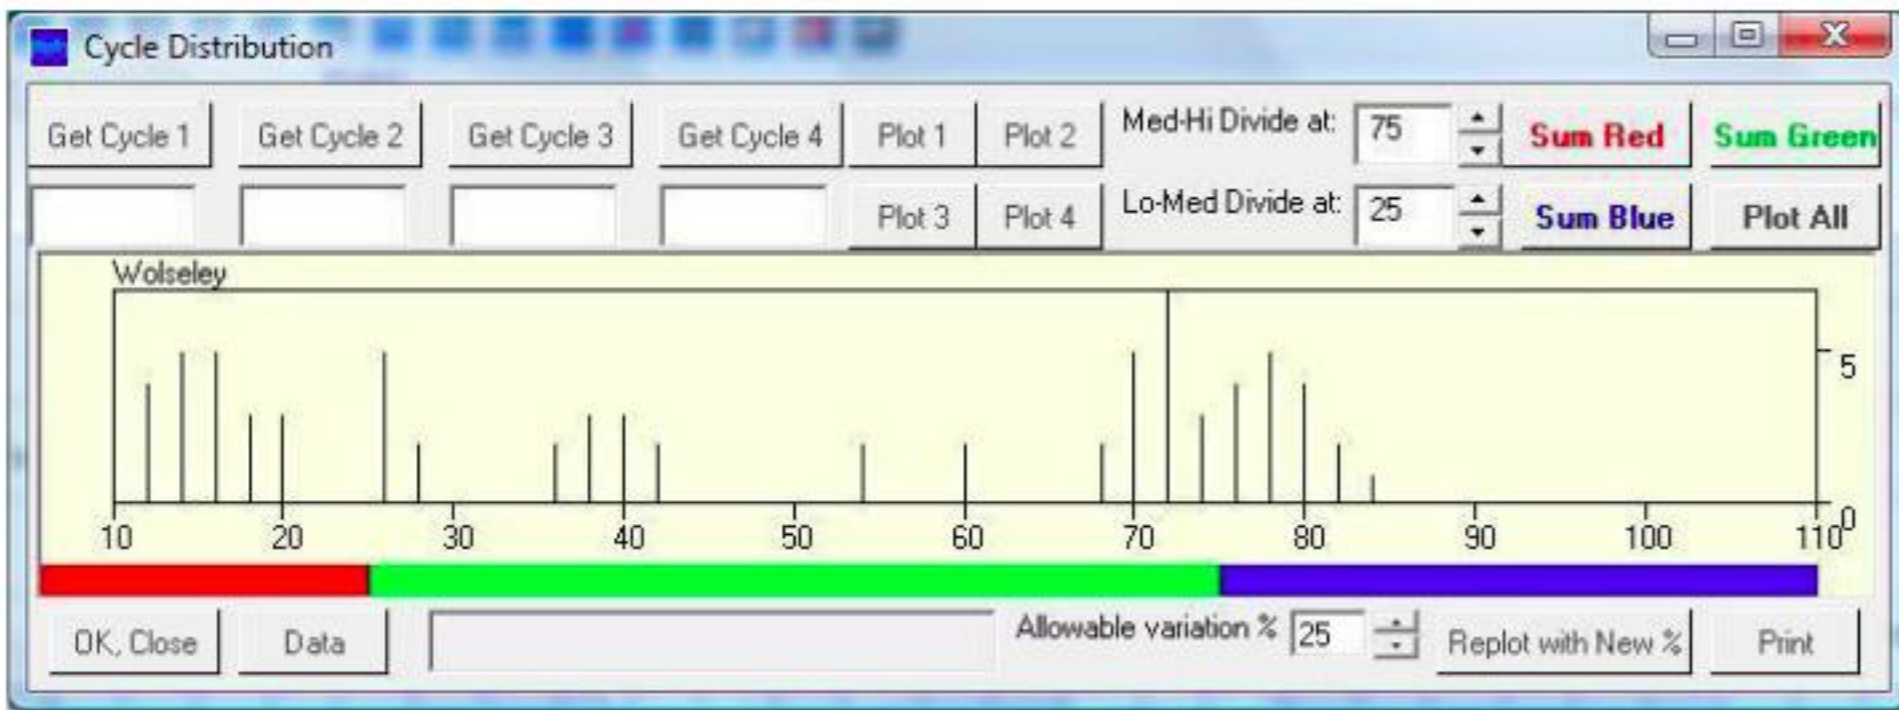 Cycle Distribution
Get Cycle 1 Get Cycle 2 Get Cycle 3 Get Cycle 4 Plot 1 Plot 2 Med-Hi Divide at: 75 Sum Red Sum Green
Plot 3 Plot 4 Lo-Med Divide at: 25 Sum Blue Plot All
Wolseley
5
0
10 20 30 40 50 60 70 80 90 100 110
OK, Close Data Allowable variation % 25 Replot with New % Print